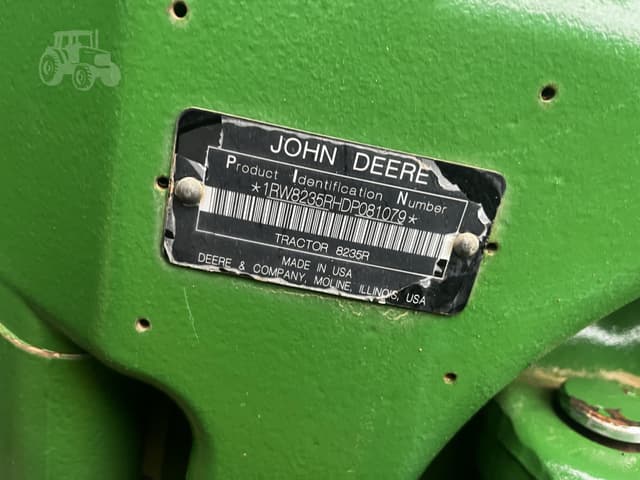 JOHN DEERE
Product Identification Number
*1RW8235RHDP081079*
TRACTOR 8235R
MADE IN USA
DEERE & COMPANY, MOLINE, ILLINOIS, USA